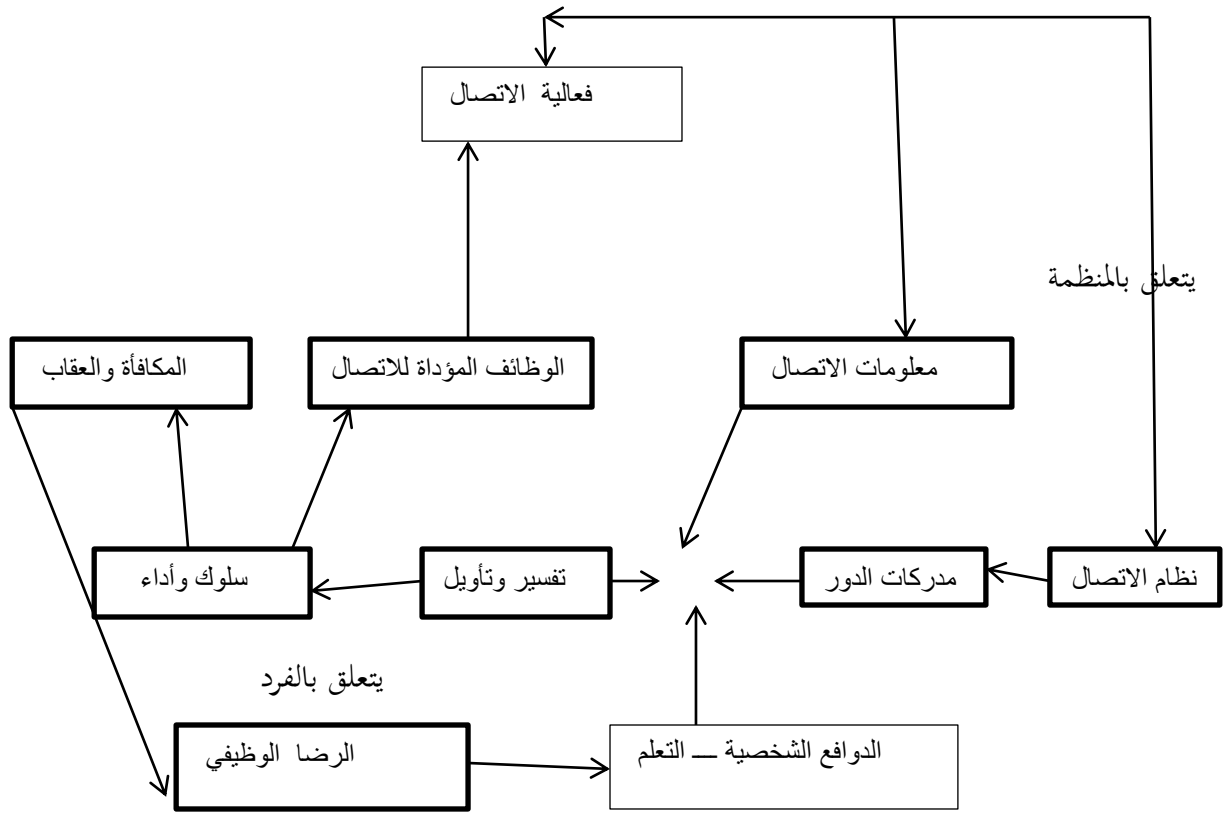 فعالية الاتصال
يتعلق بالمنظمة
معلومات الاتصال
الوظائف المؤداة للاتصال
المكافأة والعقاب
نظام الاتصال
مدركات الدور
تفسير وتأويل
سلوك وأداء
يتعلق بالفرد
الدوافع الشخصية __ التعلم
الرضا الوظيفي